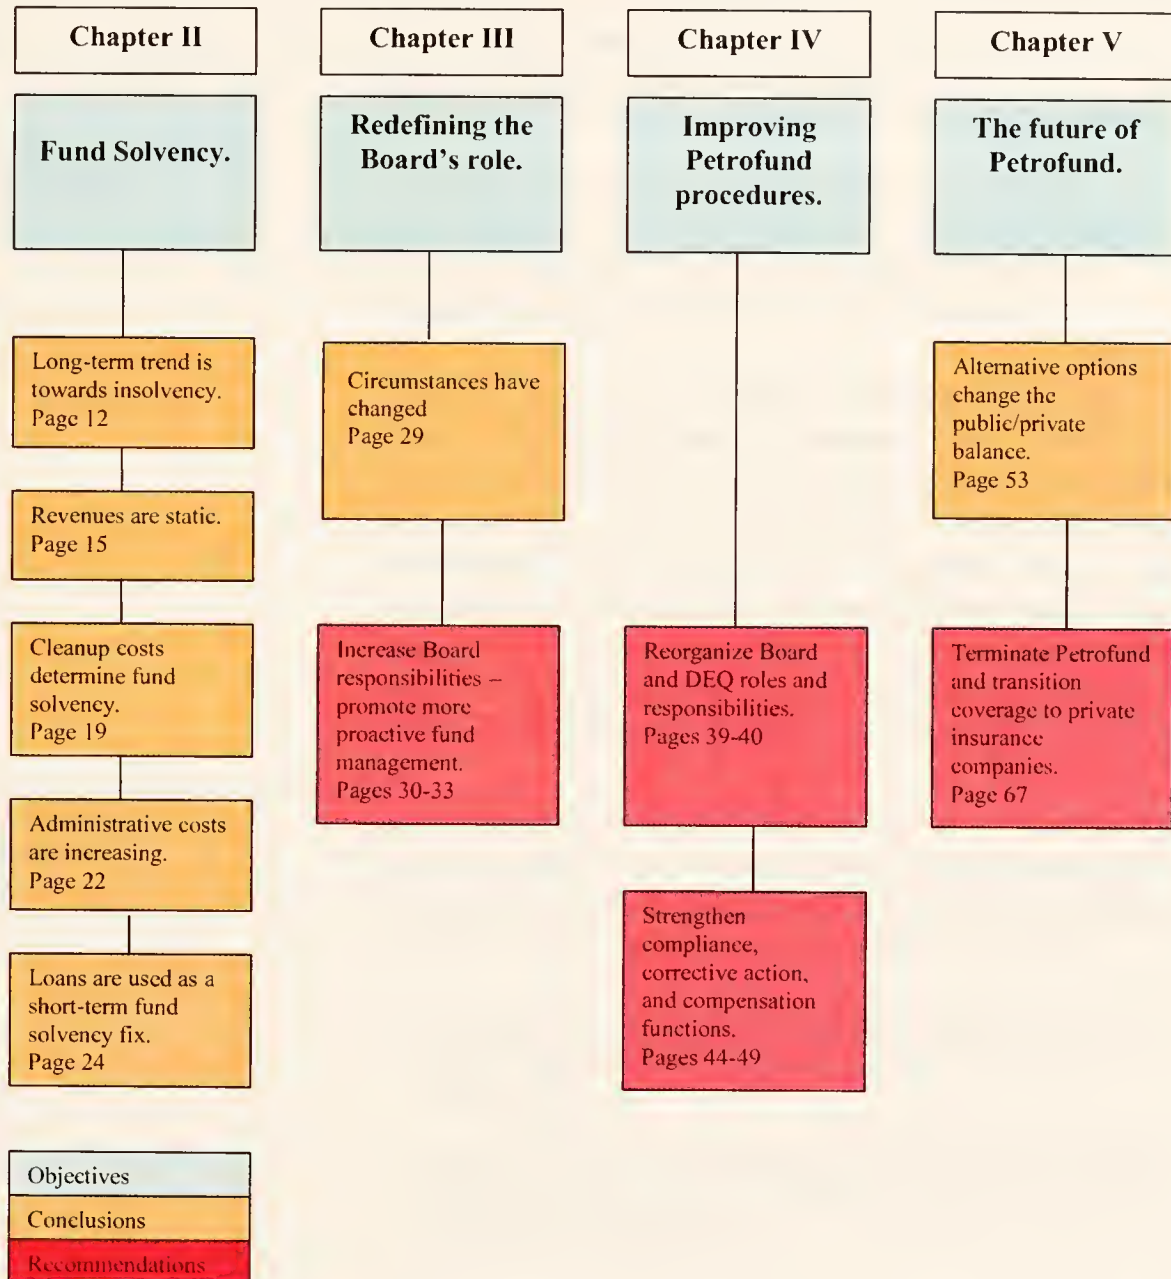 Chapter II
Fund Solvency.
Long-term trend is
towards insolvency.
Page 12
Revenues are static.
Page 15
Cleanup costs
determine fund
solvency.
Page 19
Administrative costs
are increasing.
Page 22
Loans are used as a
short-term fund
solvency fix.
Page 24
Chapter III
Redefining the
Board's role.
Circumstances have
changed
Page 29
Increase Board
responsibilities –
promote more
proactive fund
management.
Pages 30-33
Chapter IV
Improving
Petrofund
procedures.
Reorganize Board
and DEQ roles and
responsibilities.
Pages 39-40
Strengthen
compliance,
corrective action,
and compensation
functions.
Pages 44-49
Chapter V
The future of
Petrofund.
Alternative options
change the
public/private
balance.
Page 53
Terminate Petrofund
and transition
coverage to private
insurance
companies.
Page 67
Objectives
Conclusions
Recommendations